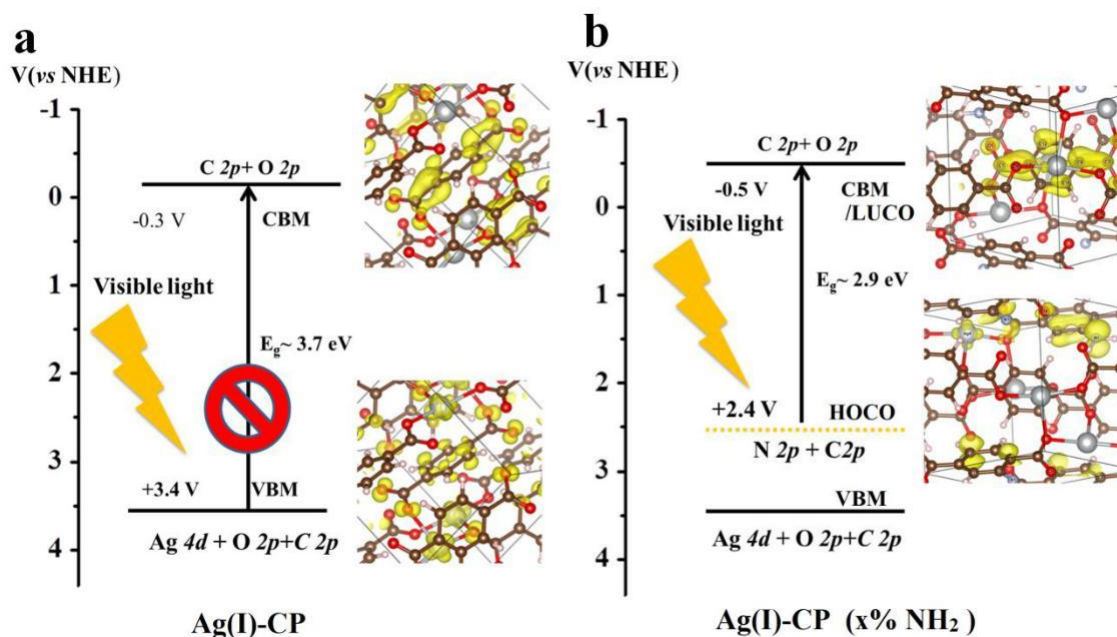 a
V(vs NHE)
-1
0
1
2
3
4
C 2p+ O 2p
-0.3 V
CBM
Visible light
Eg~ 3.7 eV
+3.4 V
VBM
Ag 4d + O 2p+C 2p
Ag(I)-CP
b
V(vs NHE)
-1
0
1
2
3
4
C 2p+ O 2p
-0.5 V
CBM
/LUCO
Visible light
Eg~ 2.9 eV
+2.4 V
HOCO
N 2p + C2p
VBM
Ag 4d + O 2p+C 2p
Ag(I)-CP (x% NH₂ )